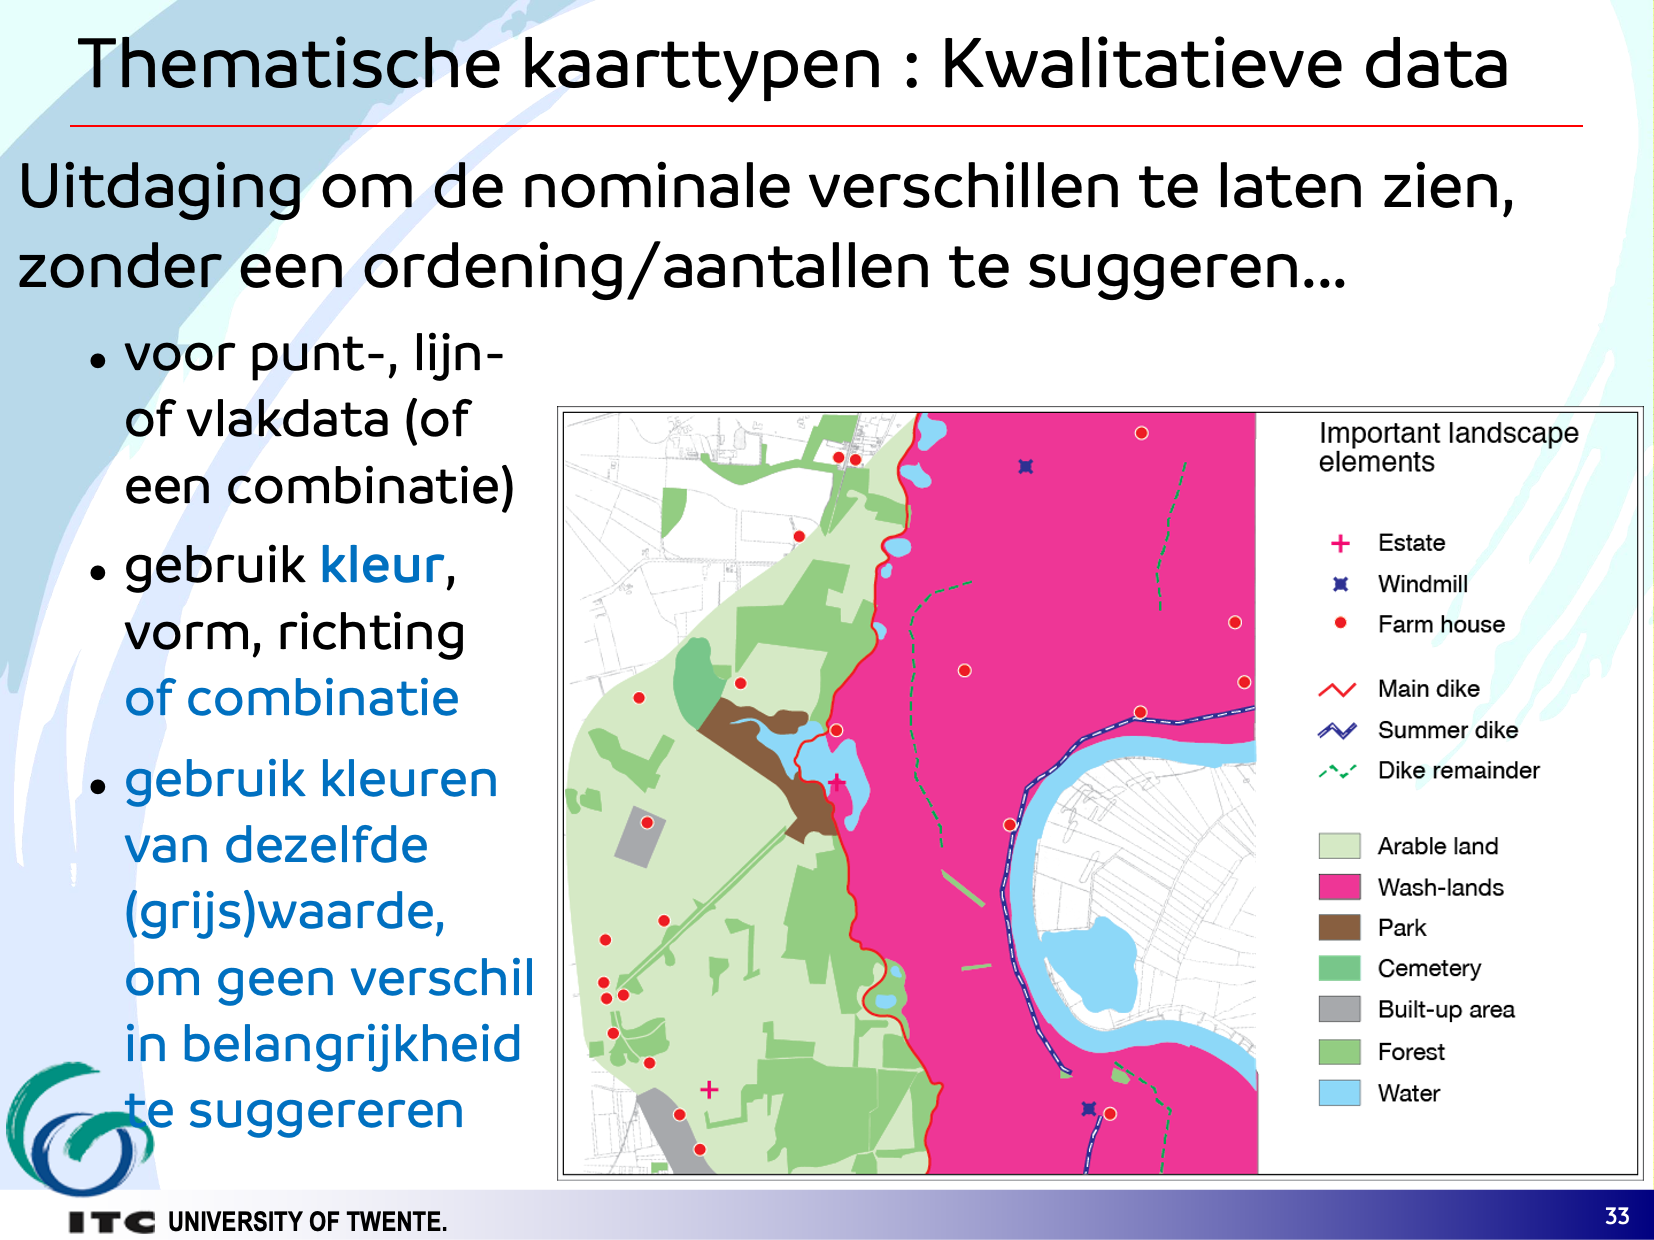 Thematische kaarttypen : Kwalitatieve data
Uitdaging om de nominale verschillen te laten zien,
zonder een ordening/aantallen te suggeren...
• voor punt-, lijn-
of vlakdata (of
een combinatie)
• gebruik kleur,
vorm, richting
of combinatie
• gebruik kleuren
van dezelfde
(grijs)waarde,
om geen verschil
in belangrijkheid
te suggereren
Important landscape
elements
Estate
Windmill
Farm house
Main dike
Summer dike
Dike remainder
Arable land
Wash-lands
Park
Cemetery
Built-up area
Forest
Water
ITC UNIVERSITY OF TWENTE.
33